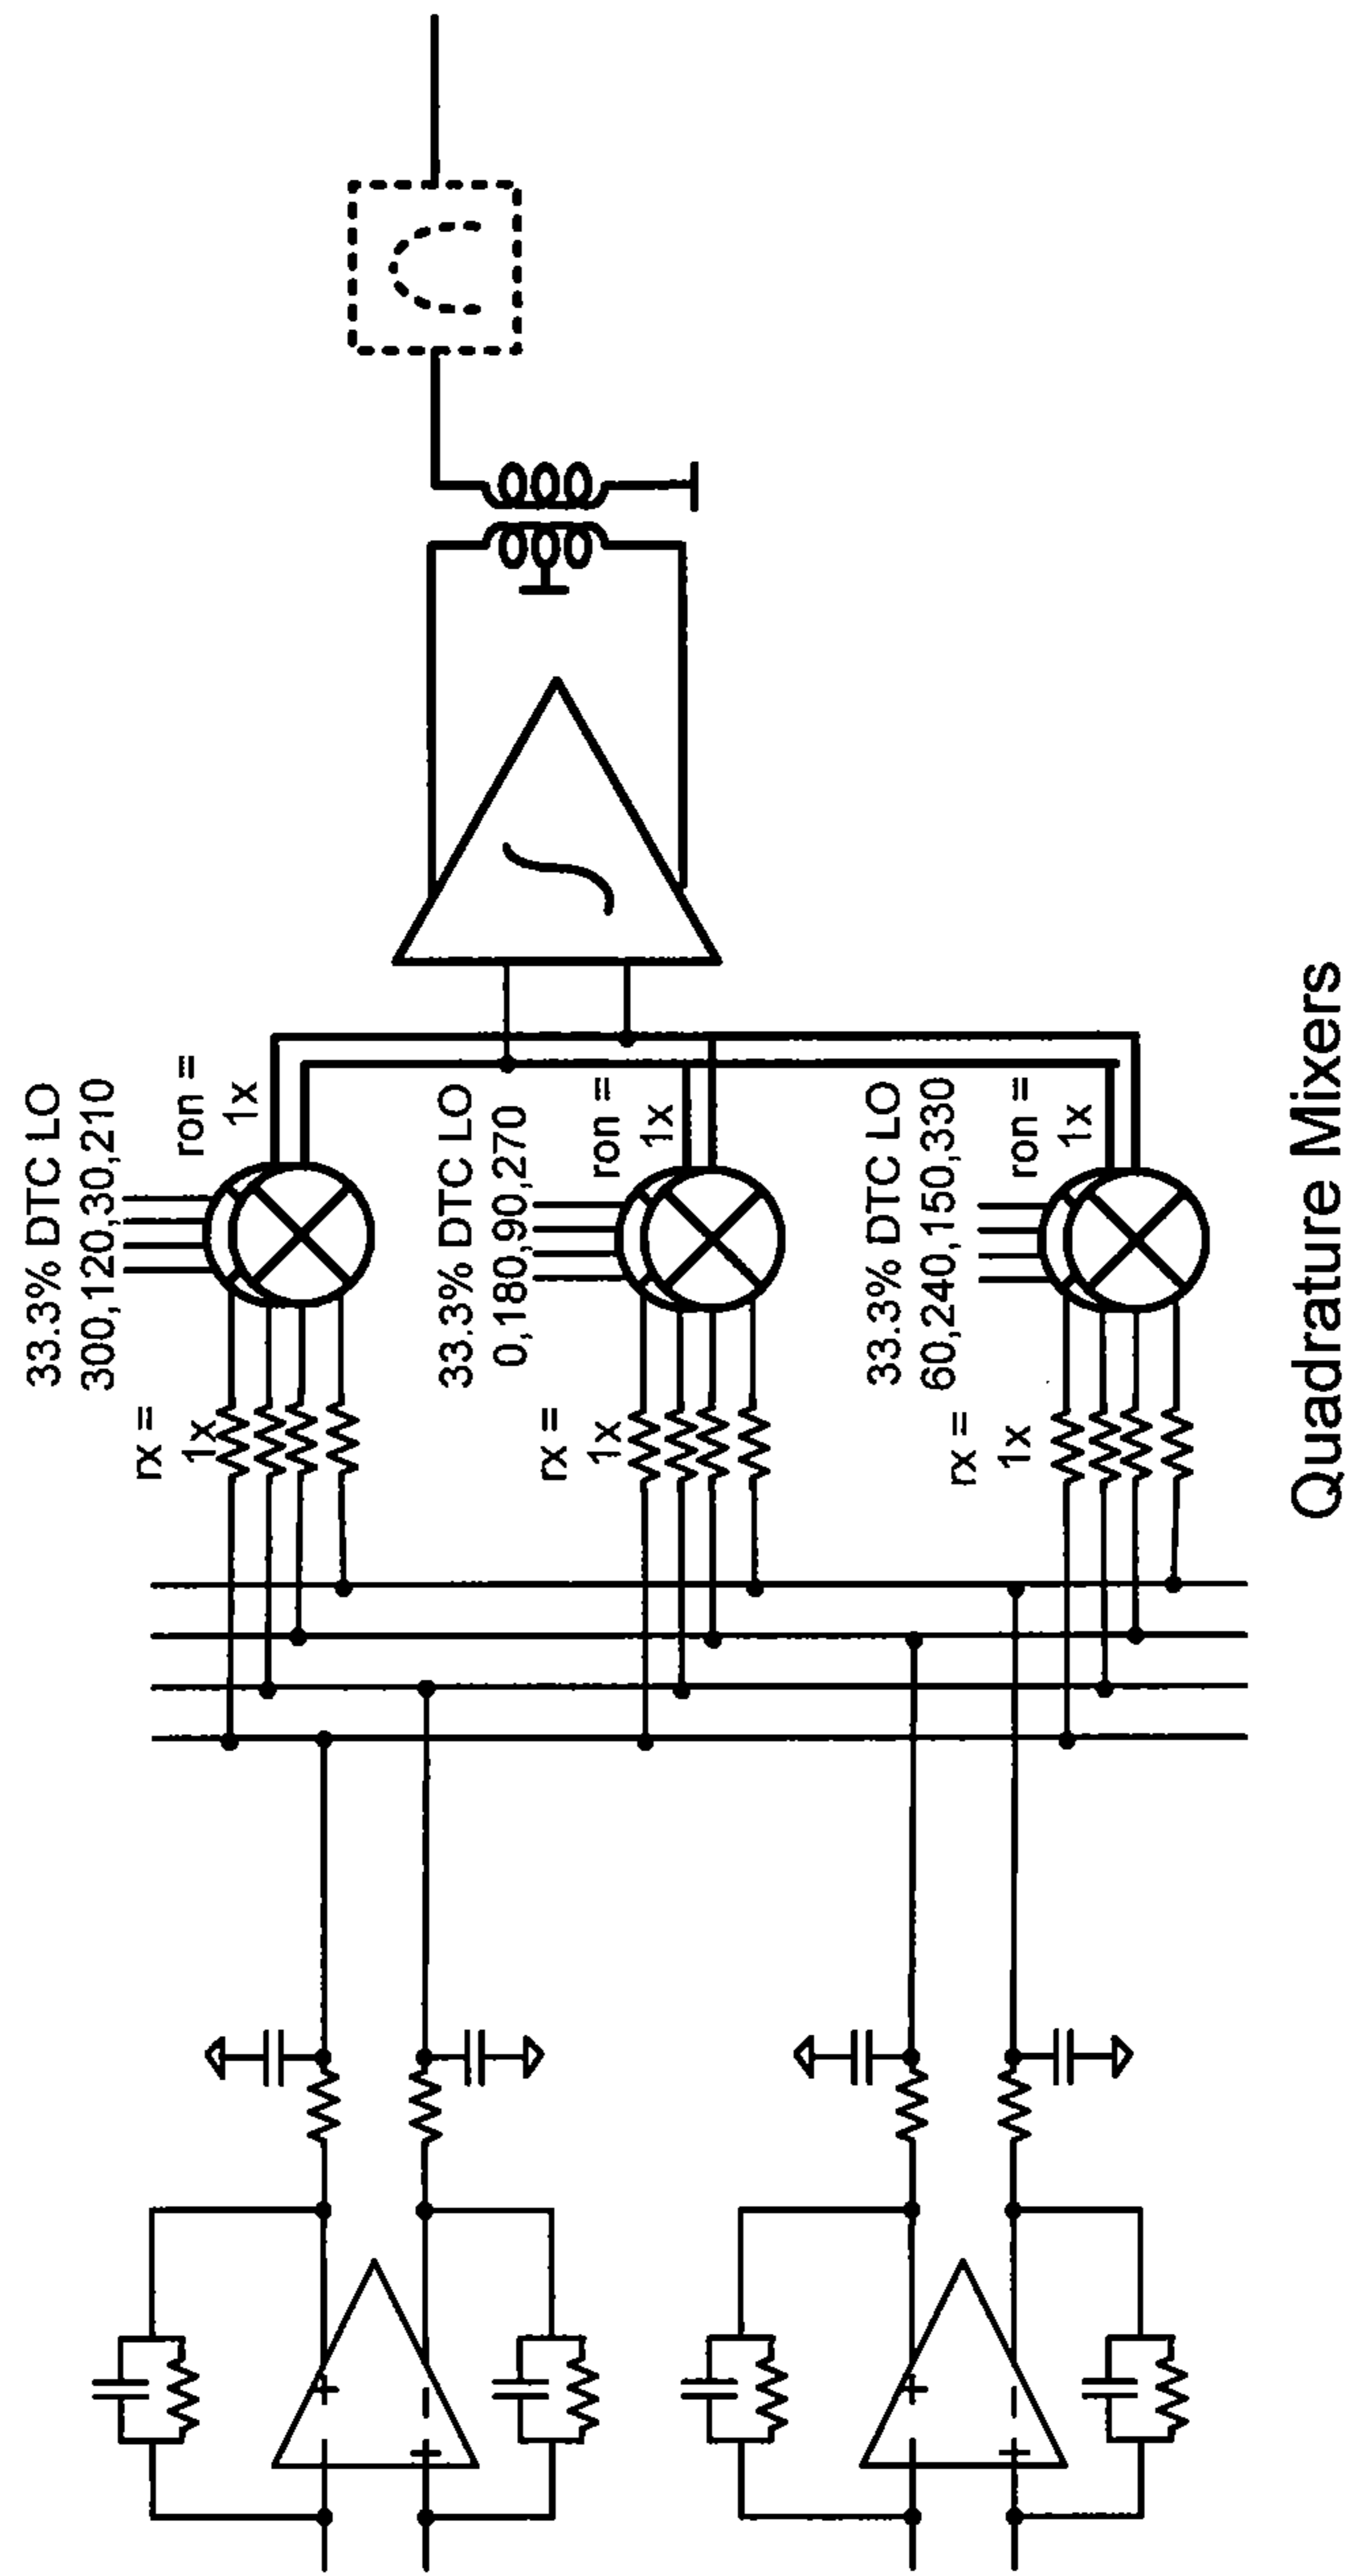 33.3% DTC LO
300,120,30,210
rx =
1x
ron =
1x
33.3% DTC LO
0,180,90,270
rx =
1x
ron =
1x
33.3% DTC LO
60,240,150,330
rx =
1x
ron =
1x
+
−
−
+
+
−
−
+
Quadrature Mixers